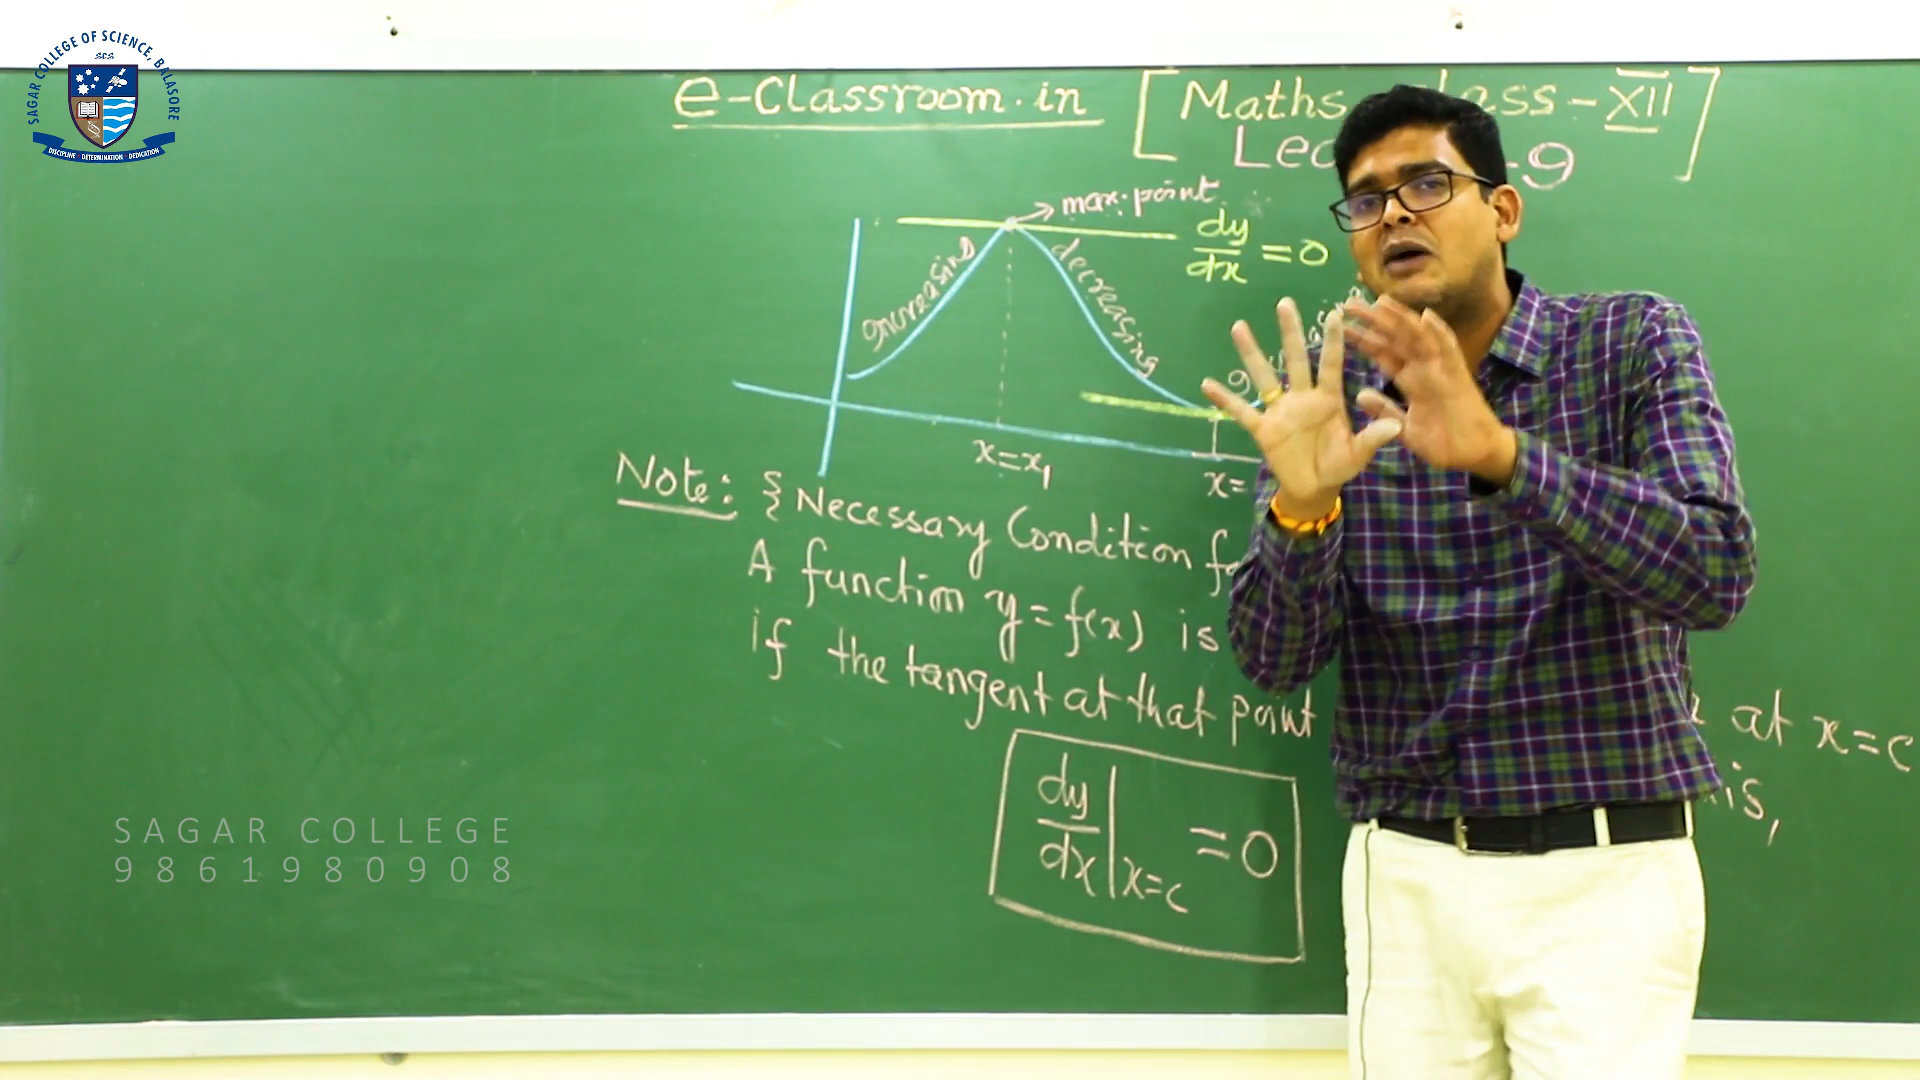 SAGAR COLLEGE OF SCIENCE, BALASORE
SCS
DISCIPLINE DETERMINATION DEDICATION
e-Classroom.in [Maths
-XII]
-9
max. point
dy/dx = 0
increasing
decreasing
x=x₁
x=
Note: { Necessary Condition
A function y=f(x) is
at x=c
if the tangent at that point
is,
dy/dx|x=c = 0
SAGAR COLLEGE
9861980908